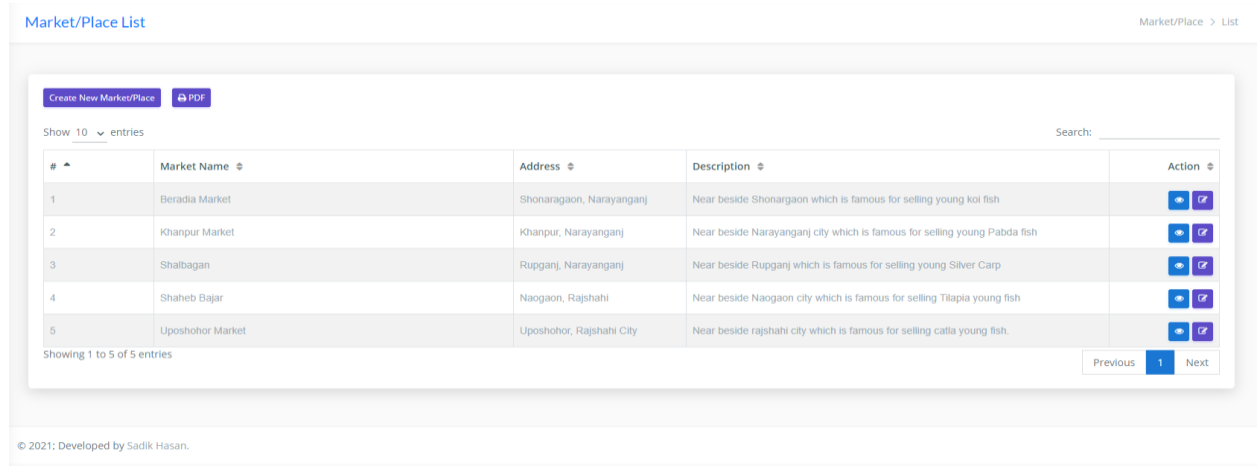 Market/Place List
Market/Place > List
Create New Market/Place PDF
Show 10 entries
Search:
# Market Name Address Description Action
1 Beradia Market Shonaragaon, Narayanganj Near beside Shonargaon which is famous for selling young koi fish
2 Khanpur Market Khanpur, Narayanganj Near beside Narayanganj city which is famous for selling young Pabda fish
3 Shalbagan Rupganj, Narayanganj Near beside Rupganj which is famous for selling young Silver Carp
4 Shaheb Bajar Naogaon, Rajshahi Near beside Naogaon city which is famous for selling Tilapia young fish
5 Uposhohor Market Uposhohor, Rajshahi City Near beside rajshahi city which is famous for selling catla young fish.
Showing 1 to 5 of 5 entries
Previous 1 Next
© 2021; Developed by Sadik Hasan.